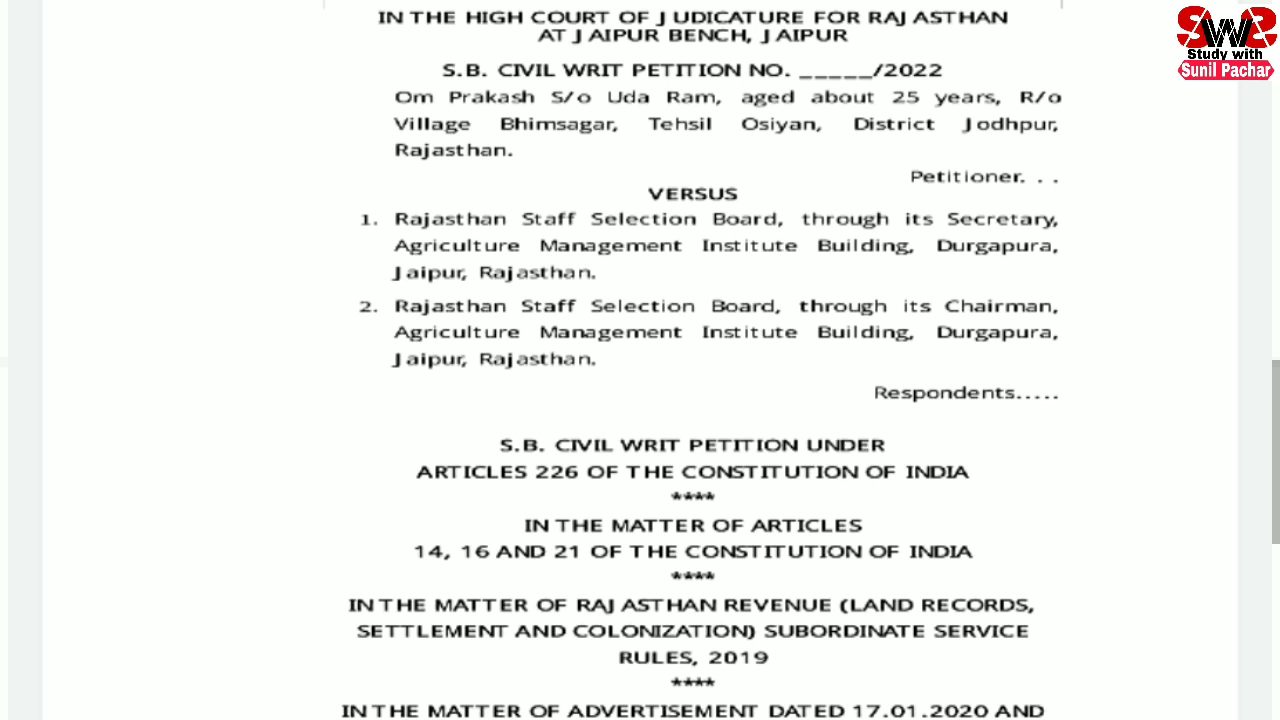 IN THE HIGH COURT OF JUDICATURE FOR RAJASTHAN
AT JAIPUR BENCH, JAIPUR
S.B. CIVIL WRIT PETITION NO. _____/2022
Om Prakash S/o Uda Ram, aged about 25 years, R/o
Village Bhimsagar, Tehsil Osiyan, District Jodhpur,
Rajasthan.
Petitioner. . .
VERSUS
1. Rajasthan Staff Selection Board, through its Secretary,
Agriculture Management Institute Building, Durgapura,
Jaipur, Rajasthan.
2. Rajasthan Staff Selection Board, through its Chairman,
Agriculture Management Institute Building, Durgapura,
Jaipur, Rajasthan.
Respondents.....
S.B. CIVIL WRIT PETITION UNDER
ARTICLES 226 OF THE CONSTITUTION OF INDIA
****
IN THE MATTER OF ARTICLES
14, 16 AND 21 OF THE CONSTITUTION OF INDIA
****
IN THE MATTER OF RAJASTHAN REVENUE (LAND RECORDS,
SETTLEMENT AND COLONIZATION) SUBORDINATE SERVICE
RULES, 2019
****
IN THE MATTER OF ADVERTISEMENT DATED 17.01.2020 AND
SWS
Study with
Sunil Pachar